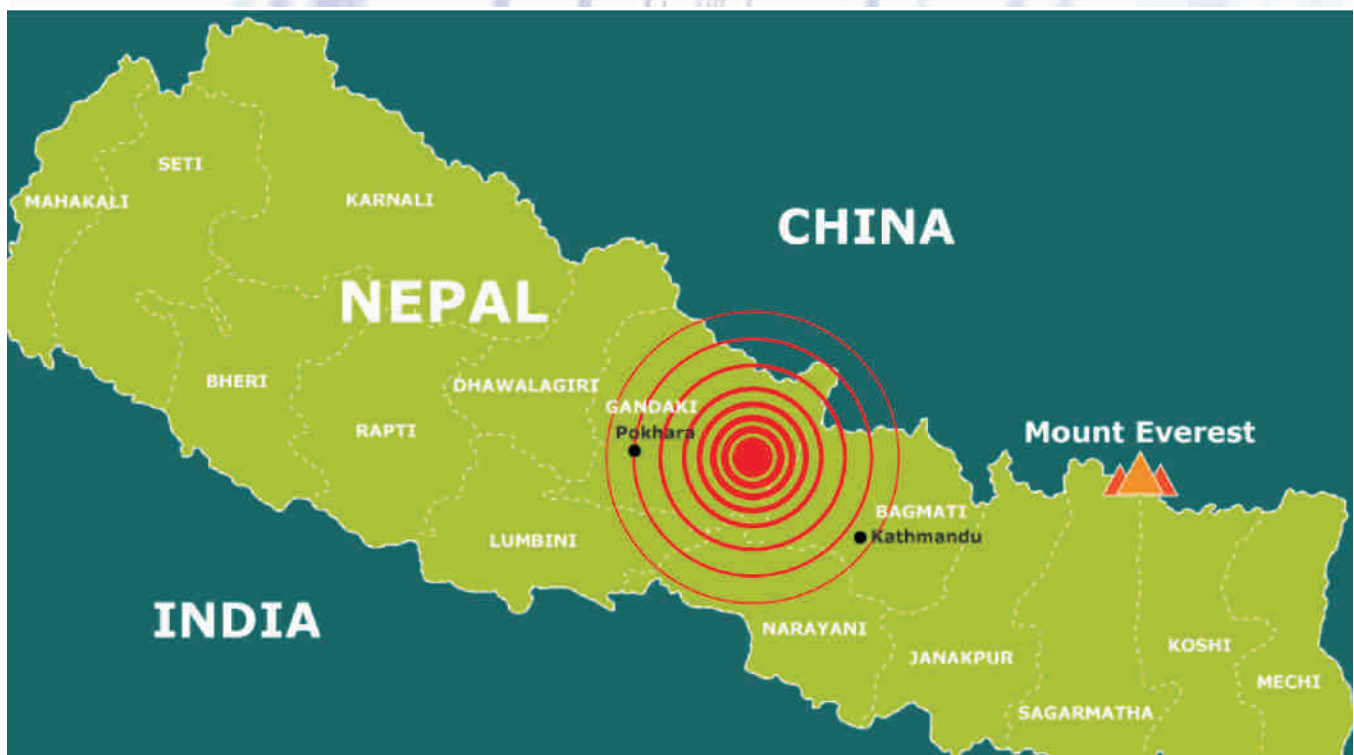 SETI
MAHAKALI
KARNALI
CHINA
NEPAL
BHERI
DHAWALAGIRI
GANDAKI
RAPTI
Pokhara
Mount Everest
BAGMATI
LUMBINI
Kathmandu
INDIA
NARAYANI
JANAKPUR
KOSHI
MECHI
SAGARMATHA